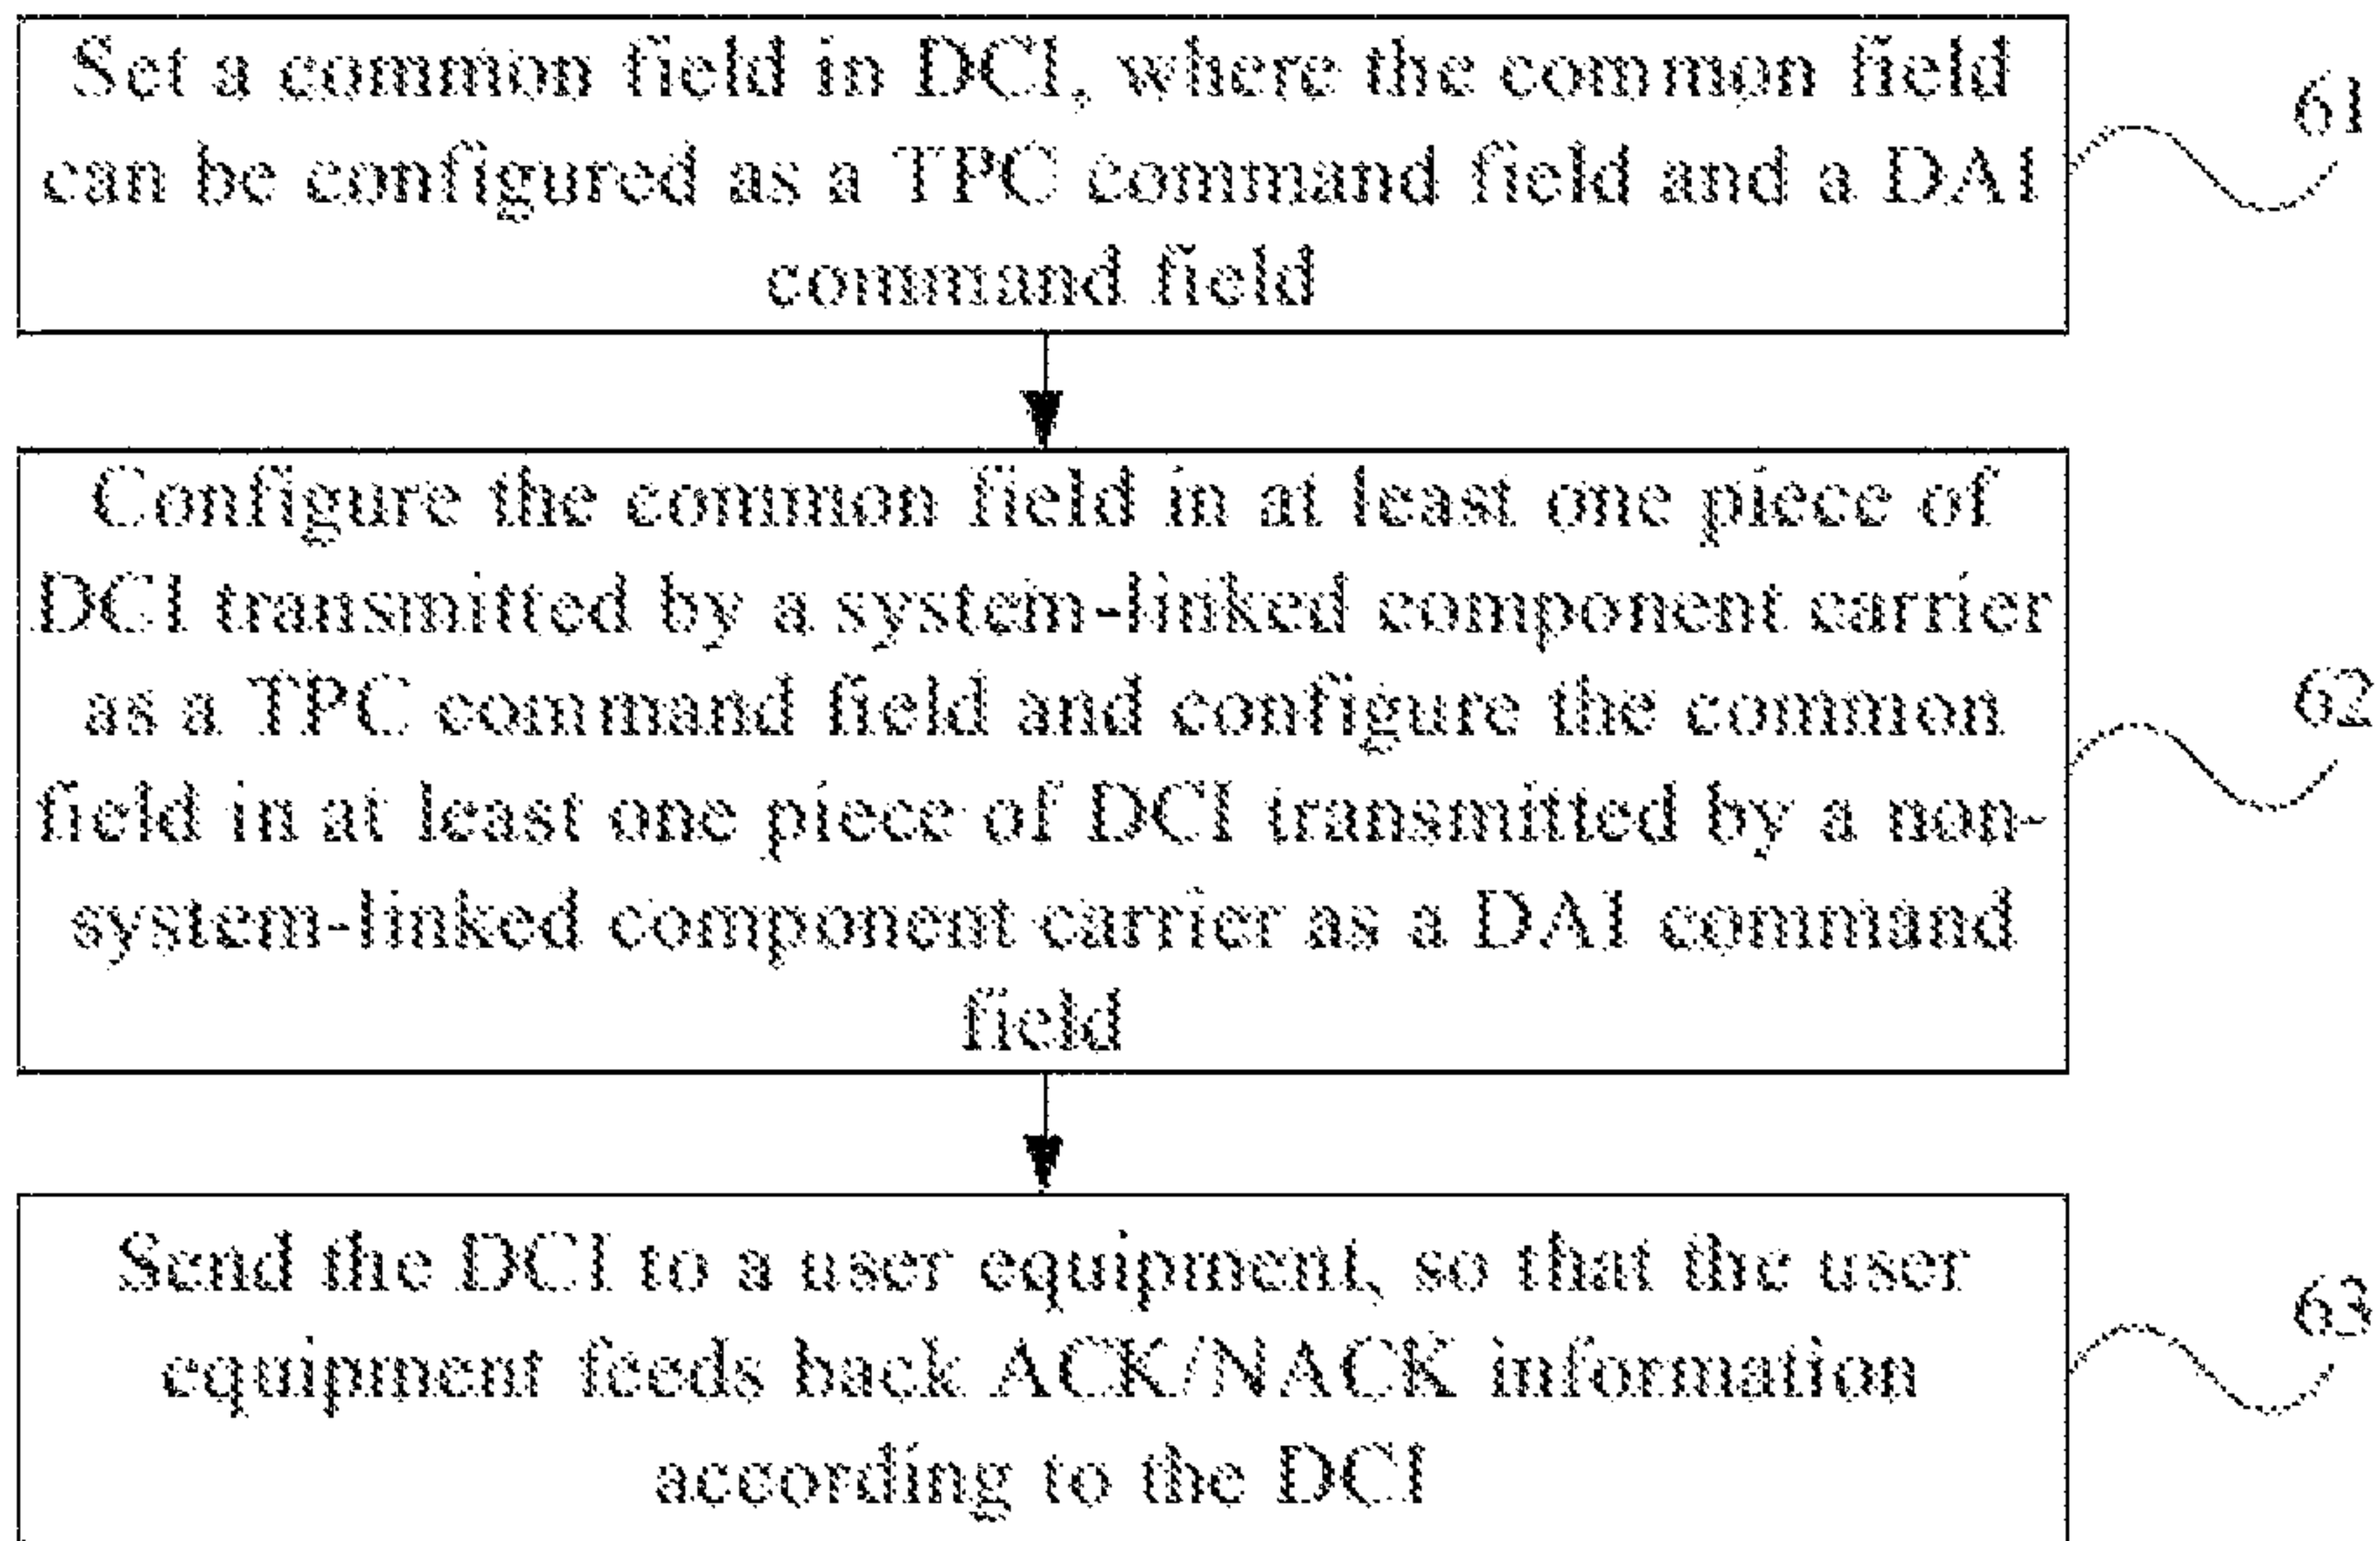 Set a common field in DCI, where the common field
can be configured as a TPC command field and a DAI
command field
61
Configure the common field in at least one piece of
DCI transmitted by a system-linked component carrier
as a TPC command field and configure the common
field in at least one piece of DCI transmitted by a non-
system-linked component carrier as a DAI command
field
62
Send the DCI to a user equipment, so that the user
equipment feeds back ACK/NACK information
according to the DCI
63